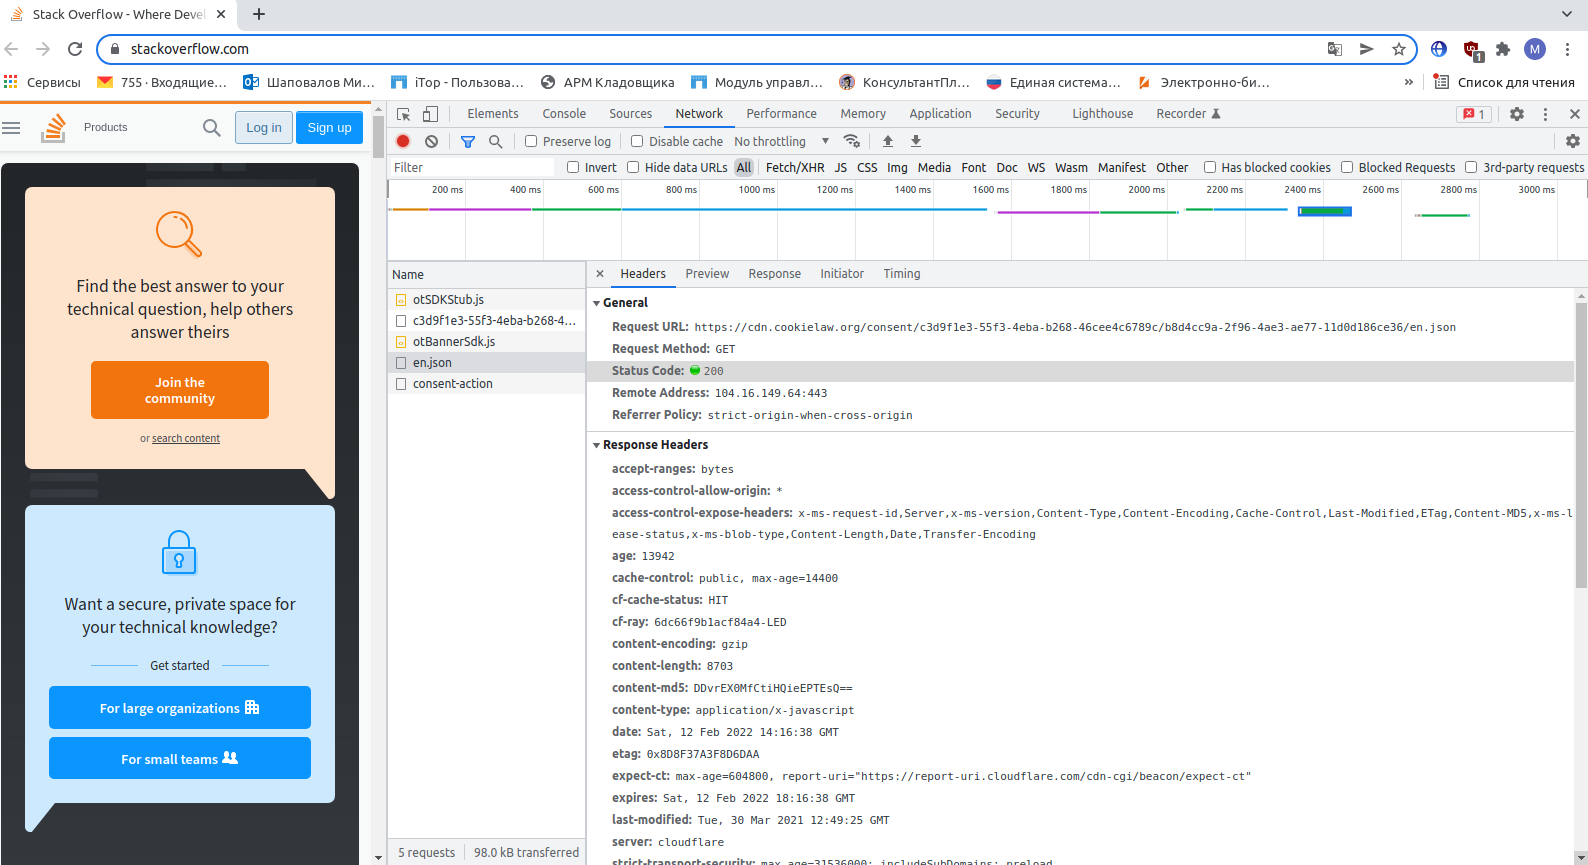 Stack Overflow - Where Devel
stackoverflow.com
1
M
Сервисы
755 · Входящие…
Шаповалов Ми…
iTop - Пользова…
АРМ Кладовщика
Модуль управл…
КонсультантПл…
Единая система…
Электронно-би…
»
Список для чтения
Products
Log in
Sign up
Find the best answer to your
technical question, help others
answer theirs
Join the
community
or search content
Want a secure, private space for
your technical knowledge?
Get started
For large organizations
For small teams
Elements Console Sources Network Performance Memory Application Security Lighthouse Recorder 1
Preserve log Disable cache No throttling
Filter Invert Hide data URLs All Fetch/XHR JS CSS Img Media Font Doc WS Wasm Manifest Other Has blocked cookies Blocked Requests 3rd-party requests
200 ms 400 ms 600 ms 800 ms 1000 ms 1200 ms 1400 ms 1600 ms 1800 ms 2000 ms 2200 ms 2400 ms 2600 ms 2800 ms 3000 ms
Name
otSDKStub.js
c3d9f1e3-55f3-4eba-b268-4…
otBannerSdk.js
en.json
consent-action
5 requests 98.0 kB transferred
Headers Preview Response Initiator Timing
General
Request URL: https://cdn.cookielaw.org/consent/c3d9f1e3-55f3-4eba-b268-46cee4c6789c/b8d4cc9a-2f96-4ae3-ae77-11d0d186ce36/en.json
Request Method: GET
Status Code: 200
Remote Address: 104.16.149.64:443
Referrer Policy: strict-origin-when-cross-origin
Response Headers
accept-ranges: bytes
access-control-allow-origin: *
access-control-expose-headers: x-ms-request-id,Server,x-ms-version,Content-Type,Content-Encoding,Cache-Control,Last-Modified,ETag,Content-MD5,x-ms-l
ease-status,x-ms-blob-type,Content-Length,Date,Transfer-Encoding
age: 13942
cache-control: public, max-age=14400
cf-cache-status: HIT
cf-ray: 6dc66f9b1acf84a4-LED
content-encoding: gzip
content-length: 8703
content-md5: DDvrEX0MfCtiHQieEPTEsQ==
content-type: application/x-javascript
date: Sat, 12 Feb 2022 14:16:38 GMT
etag: 0x8D8F37A3F8D6DAA
expect-ct: max-age=604800, report-uri="https://report-uri.cloudflare.com/cdn-cgi/beacon/expect-ct"
expires: Sat, 12 Feb 2022 18:16:38 GMT
last-modified: Tue, 30 Mar 2021 12:49:25 GMT
server: cloudflare
strict-transport-security: max-age=31536000; includeSubDomains; preload